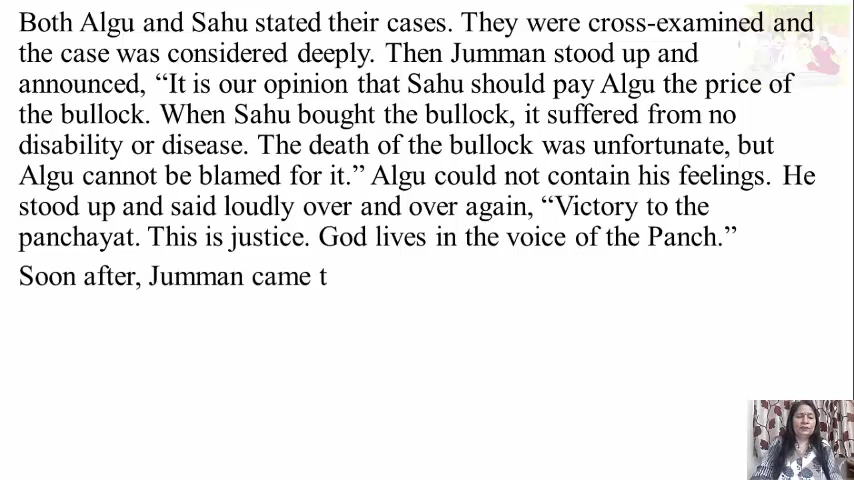 Both Algu and Sahu stated their cases. They were cross-examined and
the case was considered deeply. Then Jumman stood up and
announced, “It is our opinion that Sahu should pay Algu the price of
the bullock. When Sahu bought the bullock, it suffered from no
disability or disease. The death of the bullock was unfortunate, but
Algu cannot be blamed for it.” Algu could not contain his feelings. He
stood up and said loudly over and over again, “Victory to the
panchayat. This is justice. God lives in the voice of the Panch.”
Soon after, Jumman came t